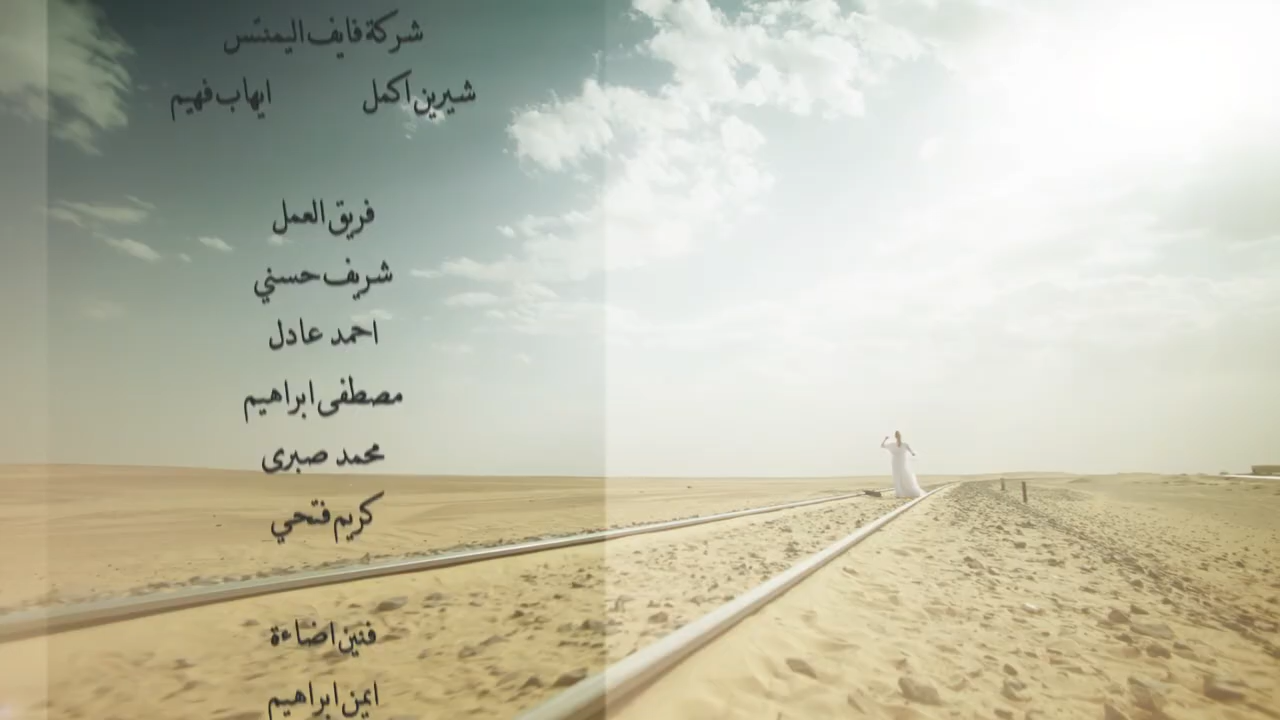 شركة فايف اليمنتس
شيرين اكمل ايهاب فهيم
فريق العمل
شريف حسني
احمد عادل
مصطفى ابراهيم
محمد صبرى
كريم فتحي
فنين اضاءة
ايمن ابراهيم